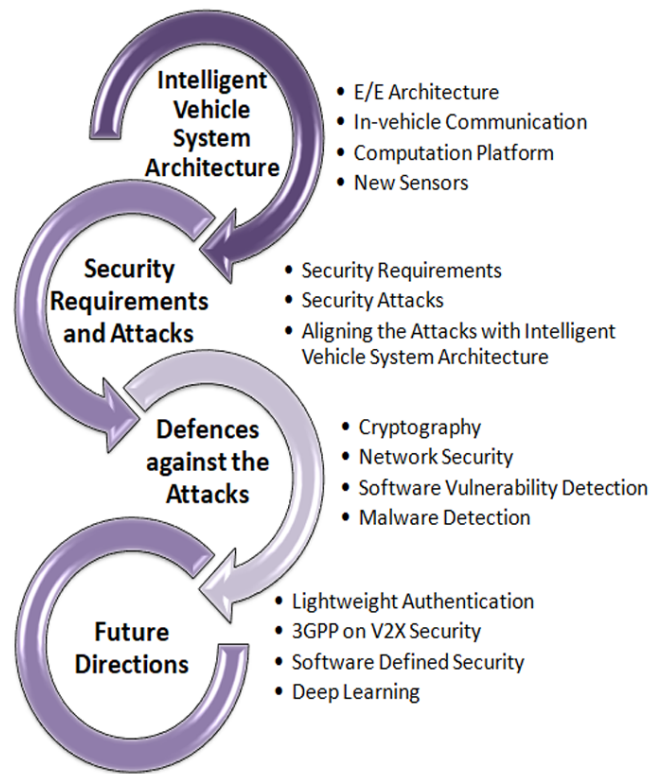 Intelligent
Vehicle
System
Architecture
• E/E Architecture
• In-vehicle Communication
• Computation Platform
• New Sensors
Security
Requirements
and Attacks
• Security Requirements
• Security Attacks
• Aligning the Attacks with Intelligent
Vehicle System Architecture
Defences
against the
Attacks
• Cryptography
• Network Security
• Software Vulnerability Detection
• Malware Detection
Future
Directions
• Lightweight Authentication
• 3GPP on V2X Security
• Software Defined Security
• Deep Learning